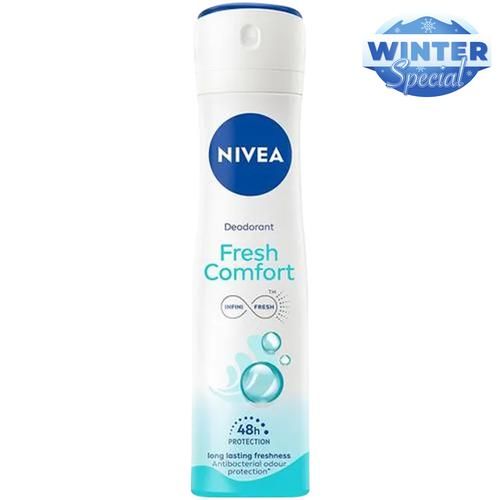 WINTER
Special
NIVEA
Deodorant
Fresh
Comfort
TM
INFINI FRESH
48h
PROTECTION
long lasting freshness
Antibacterial odour
protection*